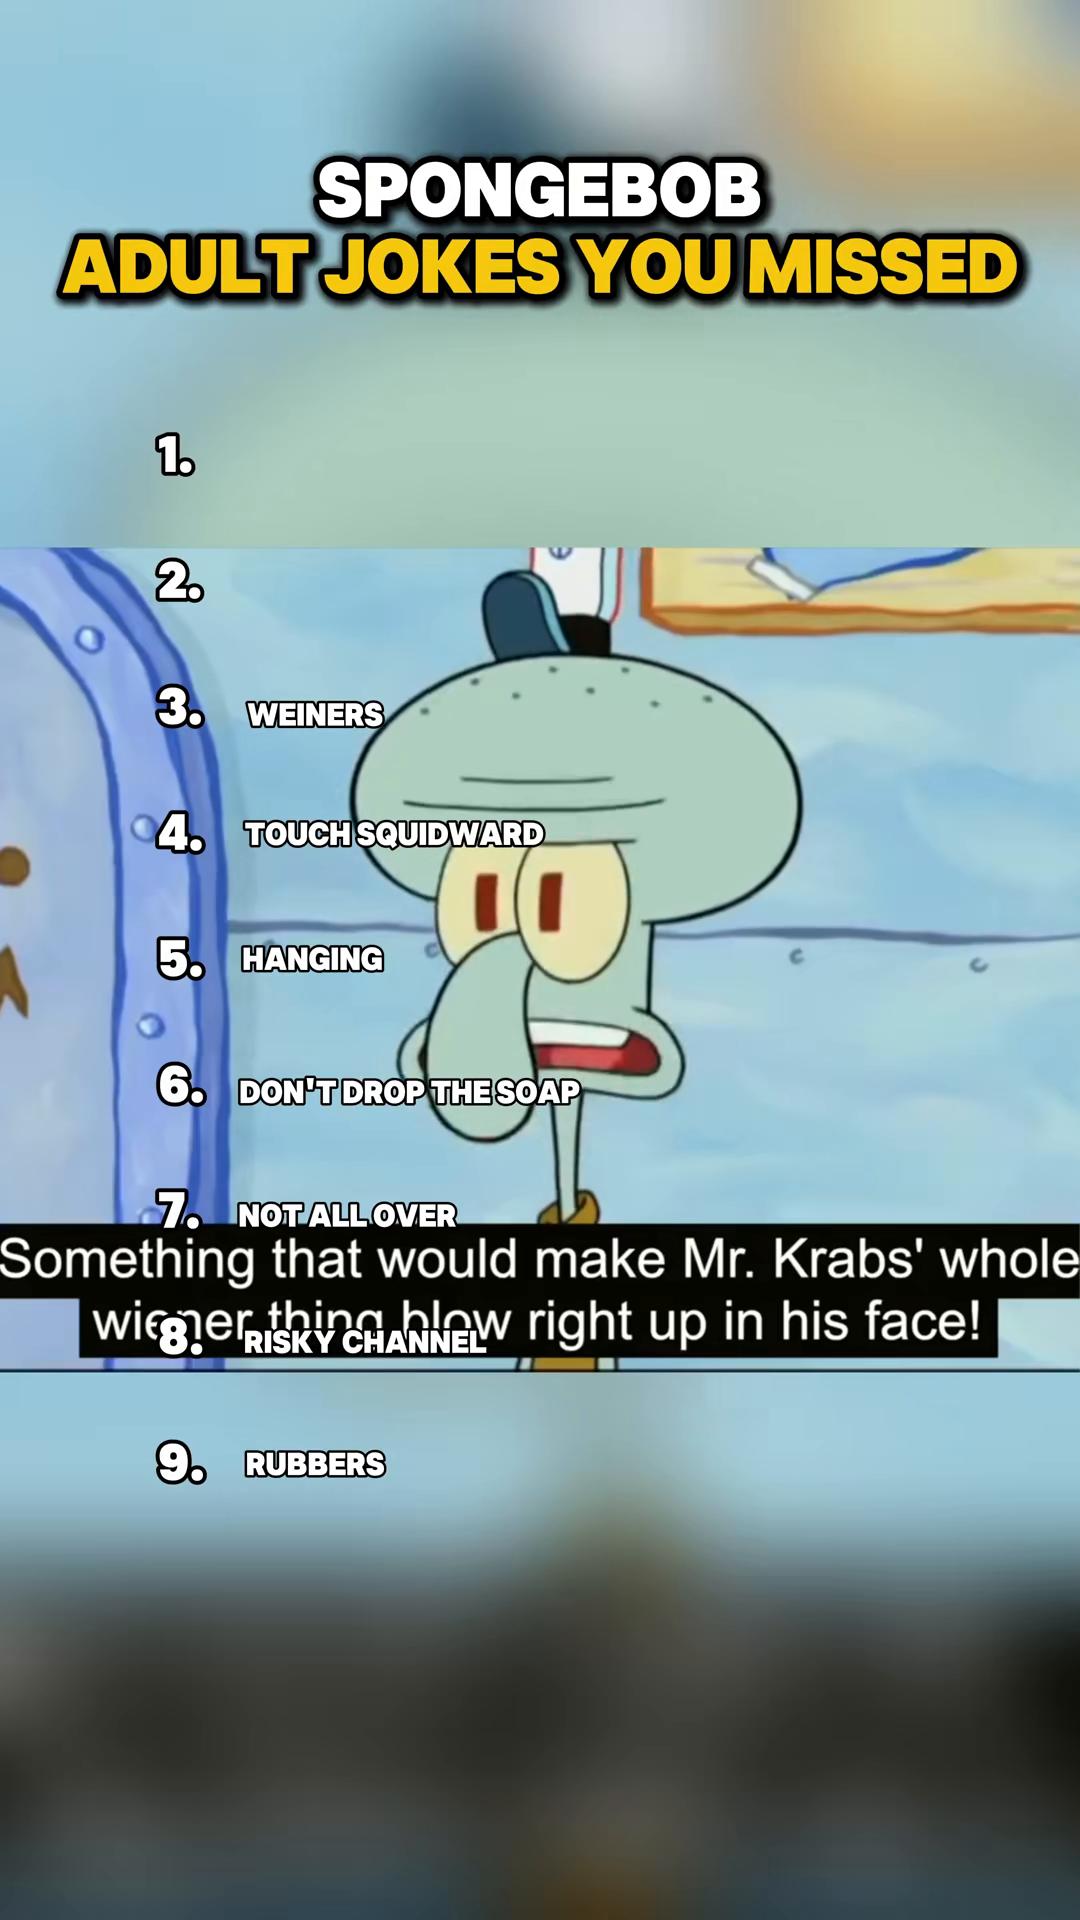 SPONGEBOB
ADULT JOKES YOU MISSED
1.
2.
3. WEINERS
4. TOUCH SQUIDWARD
5. HANGING
6. DON'T DROP THE SOAP
7. NOT ALL OVER
Something that would make Mr. Krabs' whole
wiener thing blow right up in his face!
8. RISKY CHANNEL
9. RUBBERS